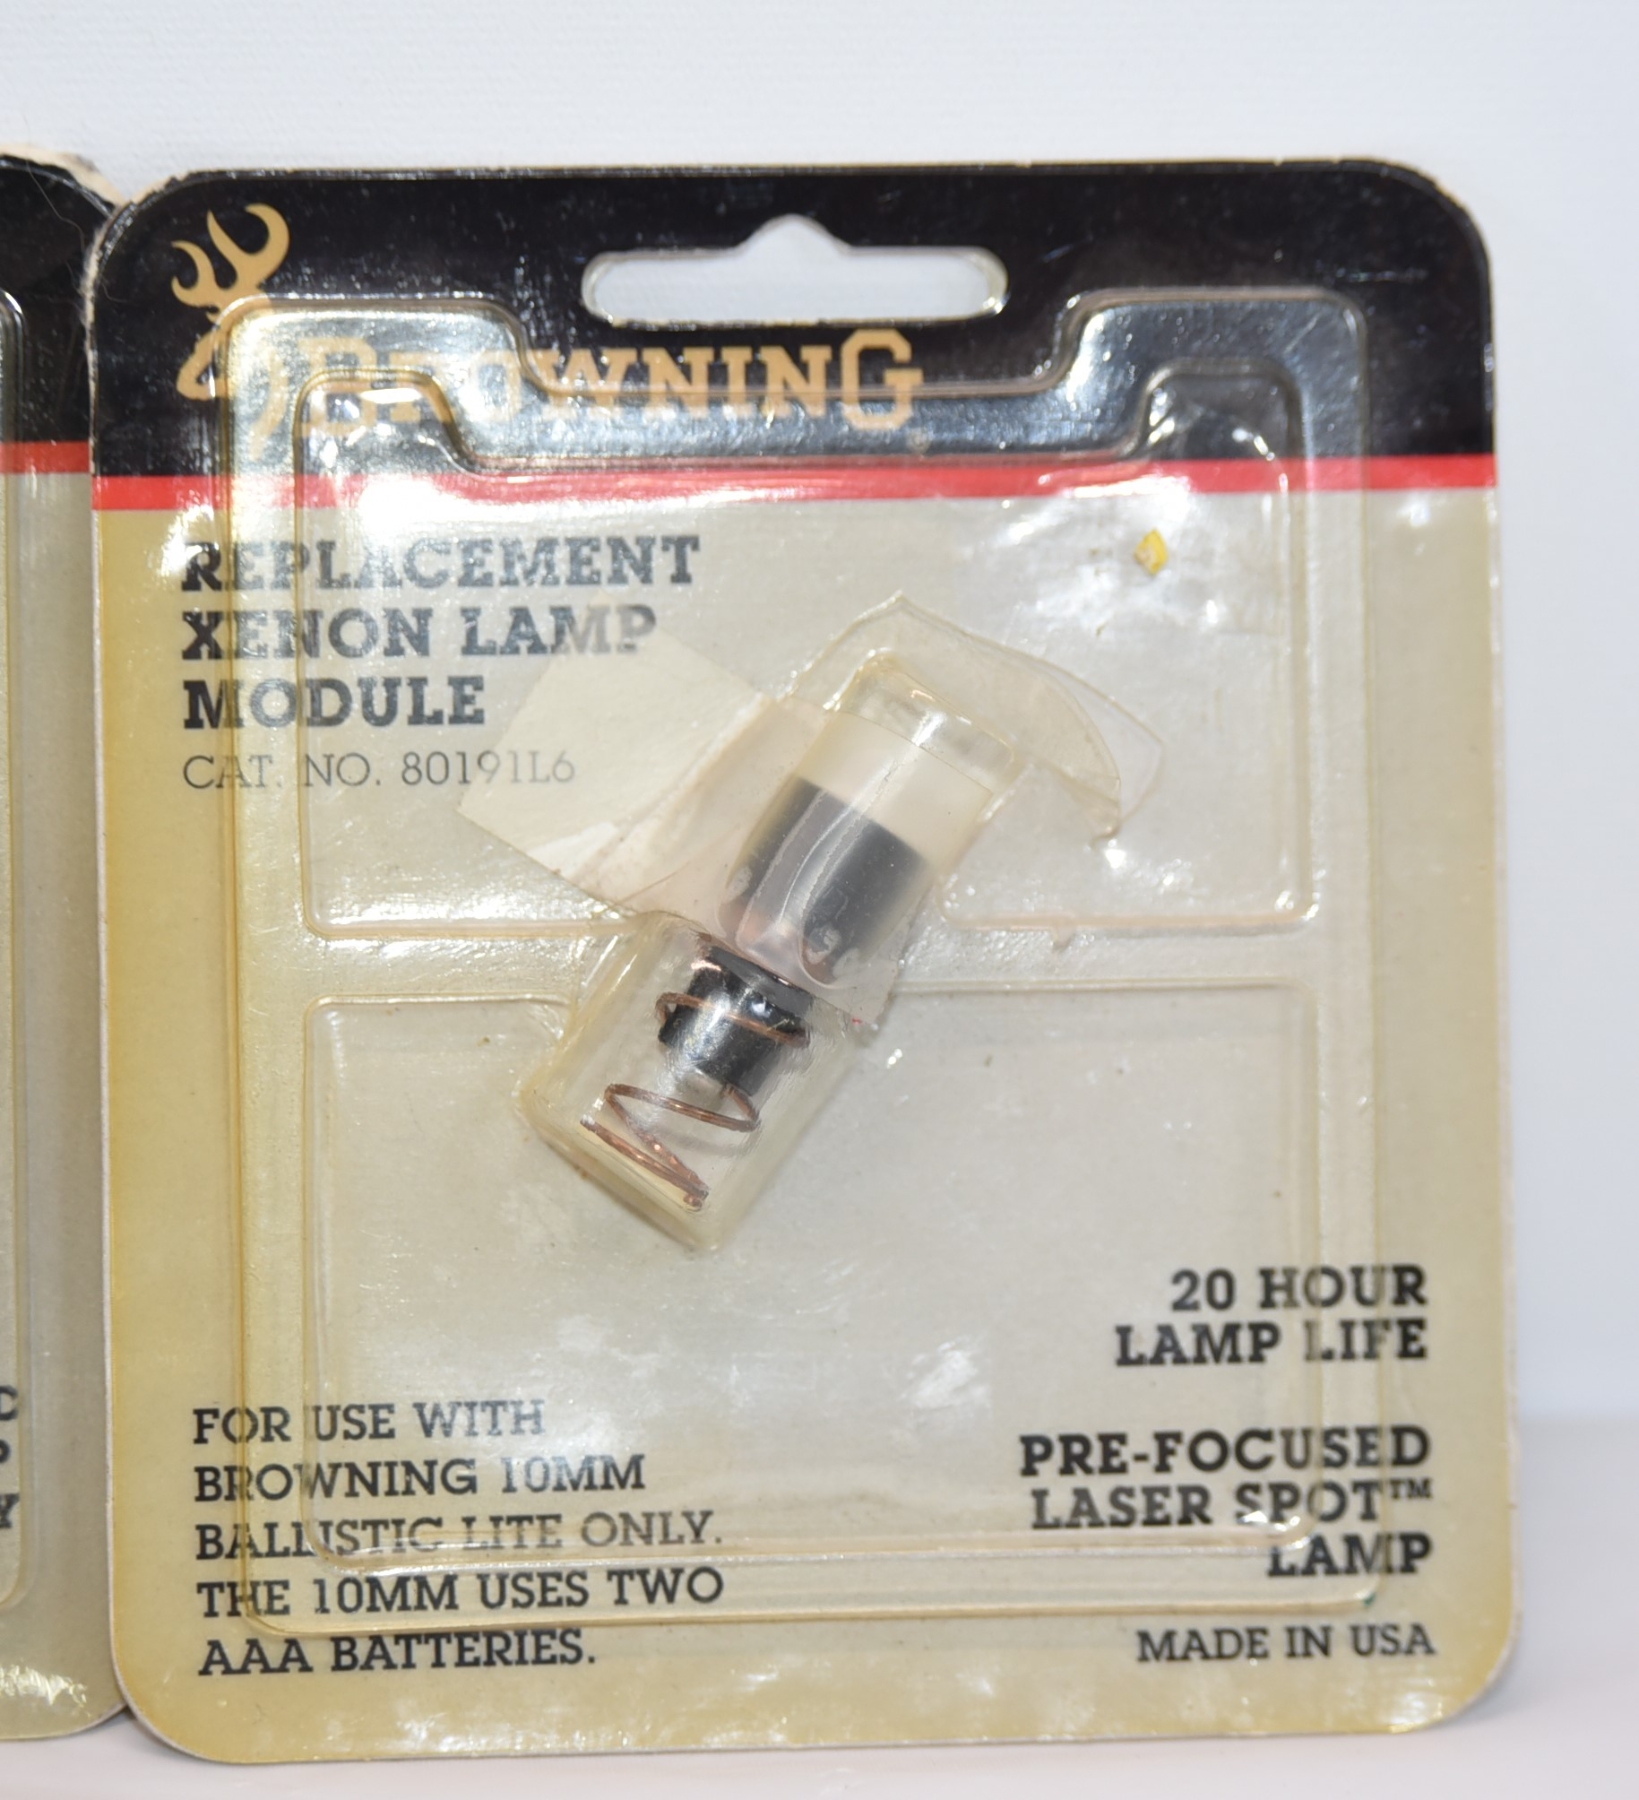 BROWNING
REPLACEMENT
XENON LAMP
MODULE
CAT. NO. 80191L6
20 HOUR
LAMP LIFE
FOR USE WITH
BROWNING 10MM
BALLISTIC LITE ONLY.
THE 10MM USES TWO
AAA BATTERIES.
PRE-FOCUSED
LASER SPOT™
LAMP
MADE IN USA
C
P
Y